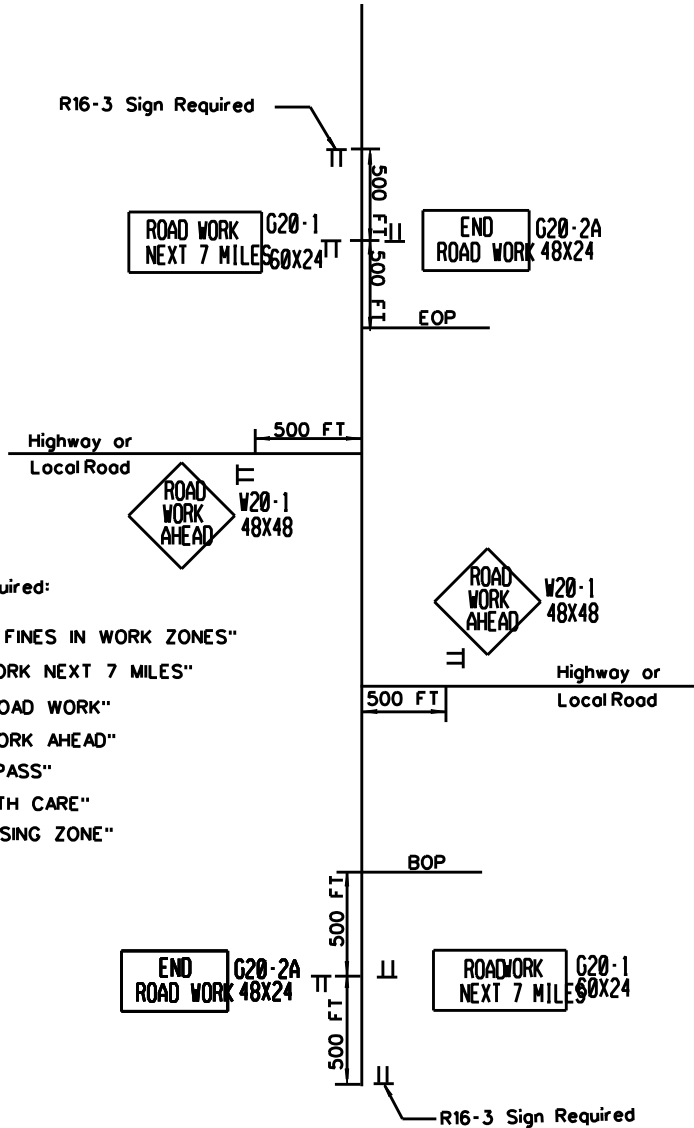 R16-3 Sign Required
500 FT
ROAD WORK
NEXT 7 MILES
G20-1
60X24
END
ROAD WORK
G20-2A
48X24
500 FT
EOP
500 FT
Highway or
Local Road
ROAD
WORK
AHEAD
W20-1
48X48
uired:
ROAD
WORK
AHEAD
W20-1
48X48
FINES IN WORK ZONES"
ORK NEXT 7 MILES"
OAD WORK"
ORK AHEAD"
PASS"
TH CARE"
SING ZONE"
Highway or
Local Road
500 FT
BOP
500 FT
END
ROAD WORK
G20-2A
48X24
ROADWORK
NEXT 7 MILES
G20-1
60X24
500 FT
R16-3 Sign Required